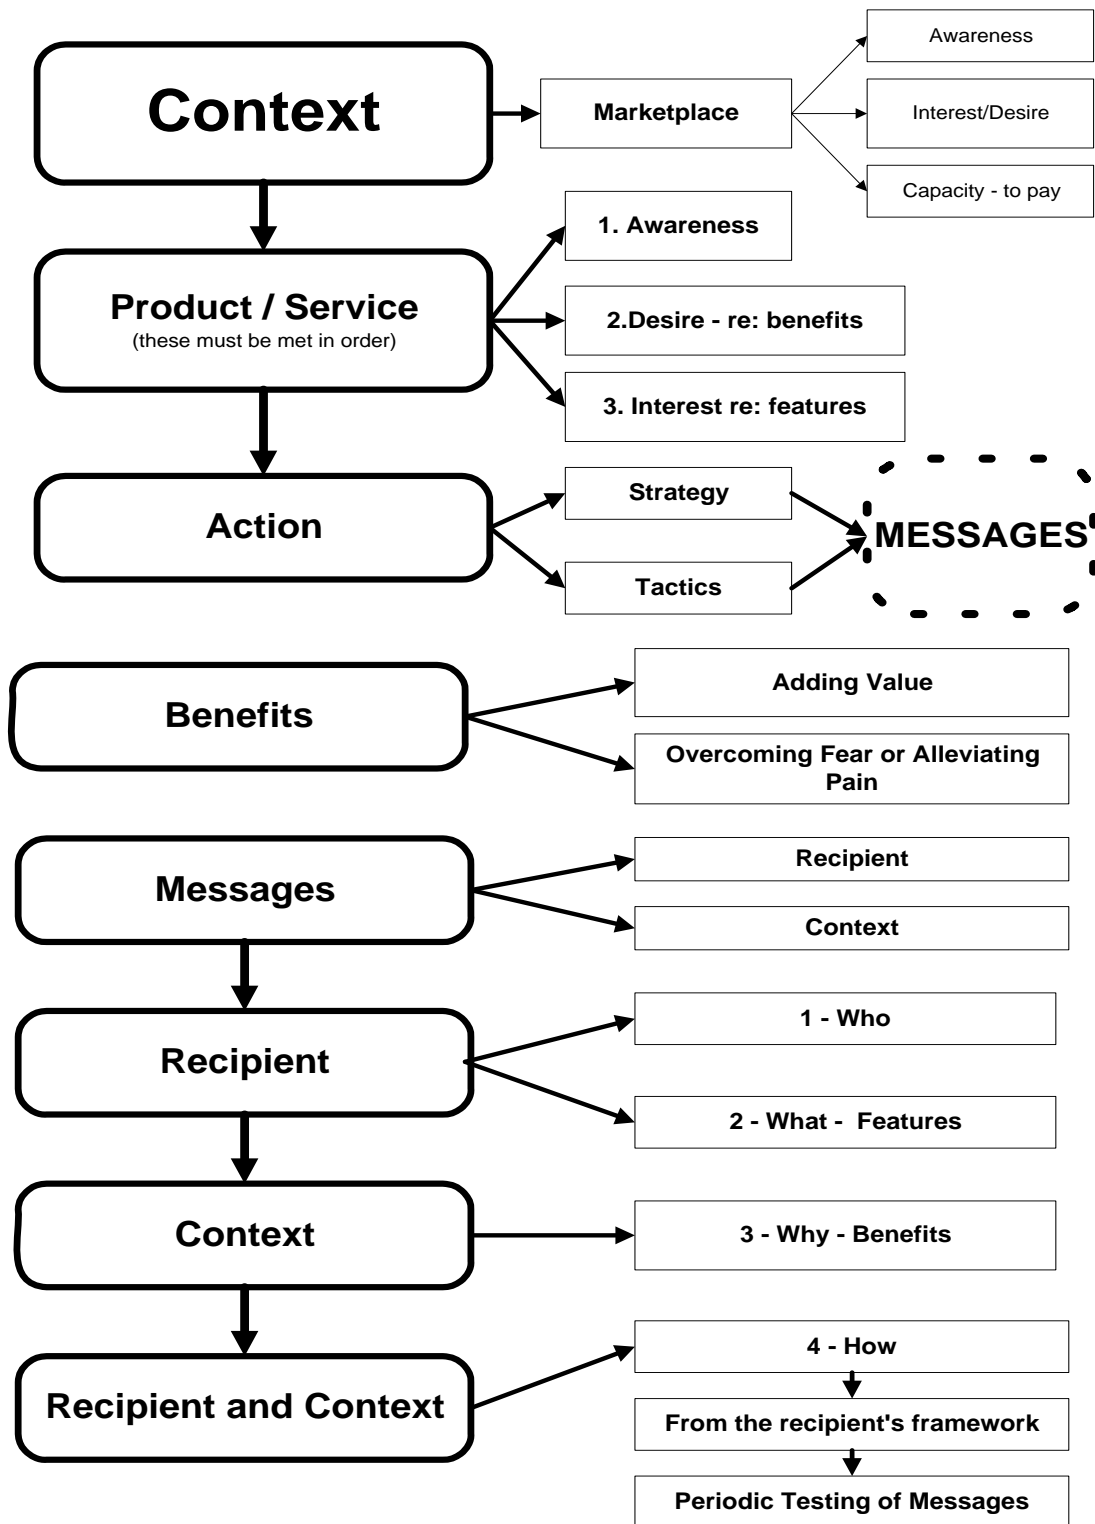 Context
Marketplace
Awareness
Interest/Desire
Capacity - to pay
Product / Service
(these must be met in order)
1. Awareness
2.Desire - re: benefits
3. Interest re: features
Action
Strategy
Tactics
MESSAGES
Benefits
Adding Value
Overcoming Fear or Alleviating
Pain
Messages
Recipient
Context
Recipient
1 - Who
2 - What - Features
Context
3 - Why - Benefits
Recipient and Context
4 - How
From the recipient's framework
Periodic Testing of Messages